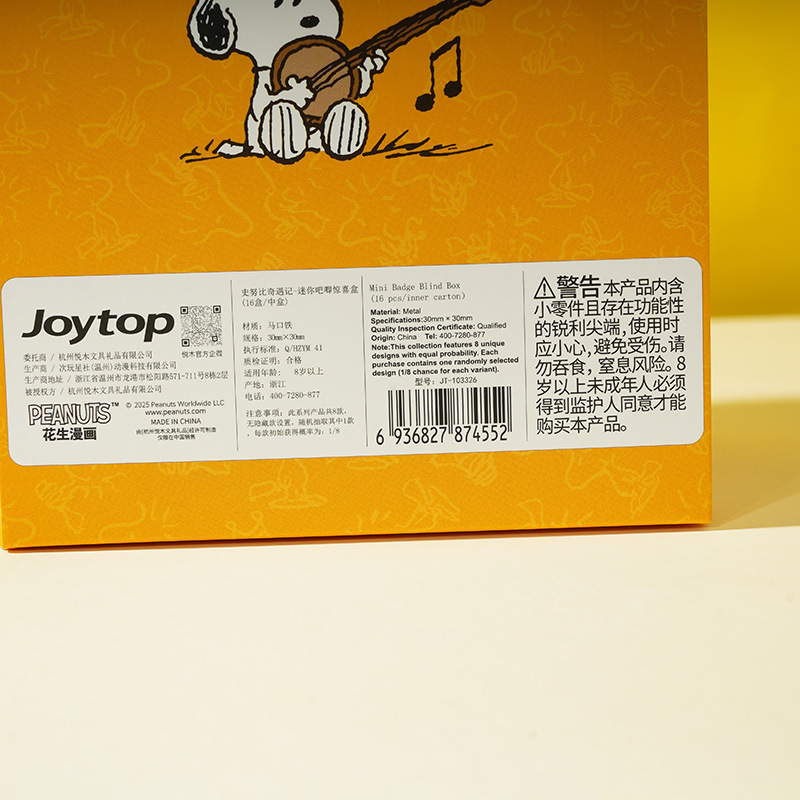 Joytop
悦木官方企微
委托商 / 杭州悦木文具礼品有限公司
生产商 / 次玩星社(温州)动漫科技有限公司
生产商地址 / 浙江省温州市龙港市松阳路571-711号8栋2层
被授权方 / 杭州悦木文具礼品有限公司
PEANUTS™
花生漫画
© 2025 Peanuts Worldwide LLC
www.peanuts.com
MADE IN CHINA
由(杭州悦木文具礼品)经许可制造
仅限在中国销售
史努比奇遇记-迷你吧唧惊喜盒
(16盒/中盒)
材质: 马口铁
规格: 30mm×30mm
执行标准: Q/HZYM 41
质检证明: 合格
适用年龄: 8岁以上
产地: 浙江
电话: 400-7280-877
注意事项: 此系列产品共8款,
无隐藏款设置, 随机抽取其中1款
, 每款初始获得概率为: 1/8
Mini Badge Blind Box
(16 pcs/inner carton)
Material: Metal
Specifications:30mm × 30mm
Quality Inspection Certificate: Qualified
Origin: China Tel: 400-7280-877
Note:This collection features 8 unique
designs with equal probability. Each
purchase contains one randomly selected
design (1/8 chance for each variant).
型号: JT-103326
6 936827 874552
警告 本产品内含
小零件且存在功能性
的锐利尖端,使用时
应小心,避免受伤。请
勿吞食,窒息风险。8
岁以上未成年人必须
得到监护人同意才能
购买本产品。